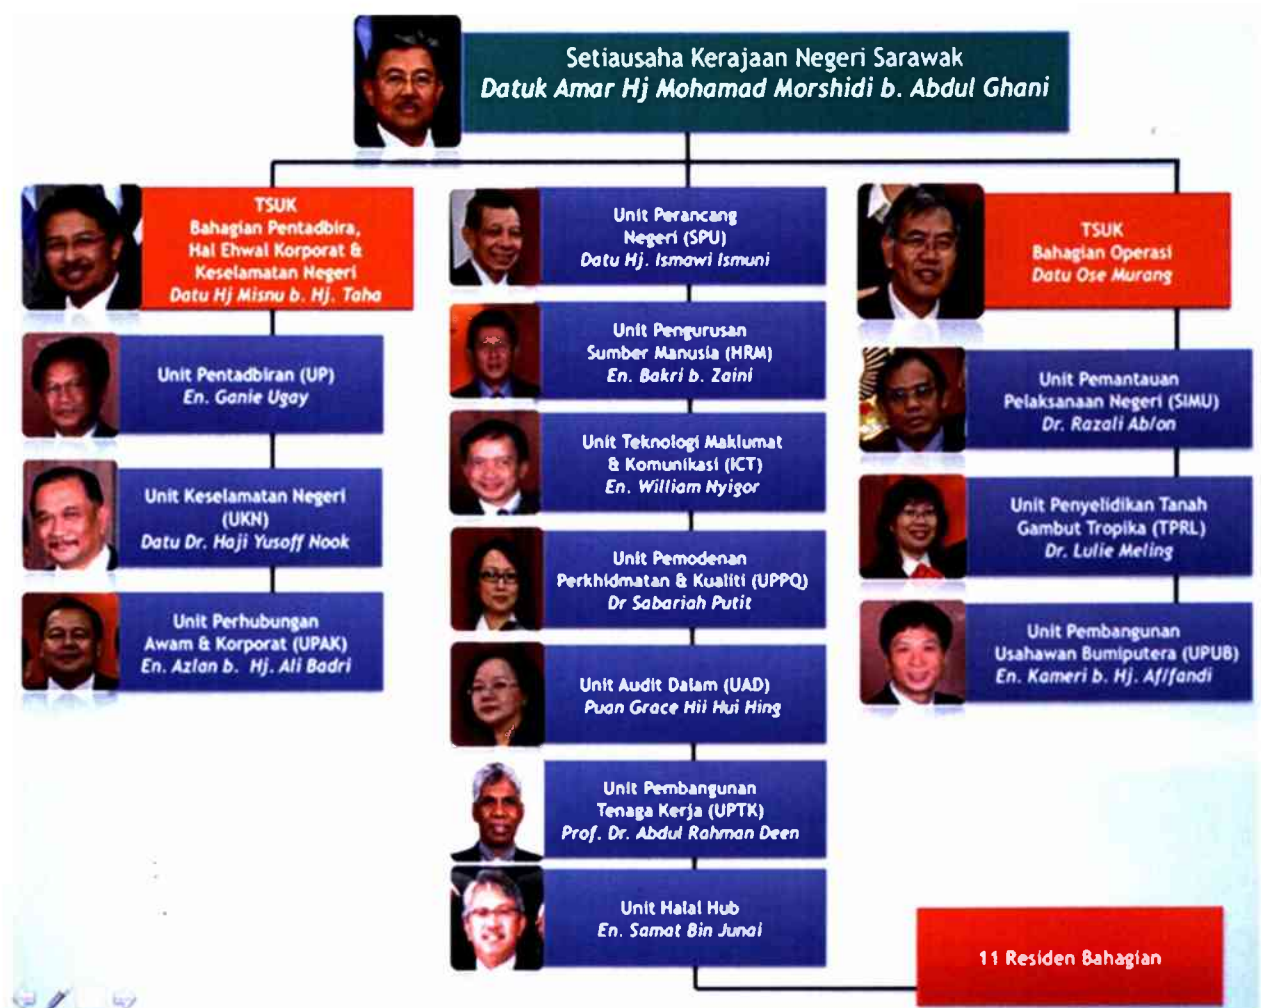 Setiausaha Kerajaan Negeri Sarawak
Datuk Amar Hj Mohamad Morshidi b. Abdul Ghani
TSUK
Bahagian Pentadbira,
Hal Ehwal Korporat &
Keselamatan Negeri
Datu Hj Misnu b. Hj. Taha
Unit Pentadbiran (UP)
En. Ganie Ugay
Unit Keselamatan Negeri
(UKN)
Datu Dr. Haji Yusoff Nook
Unit Perhubungan
Awam & Korporat (UPAK)
En. Azlan b. Hj. Ali Badri
Unit Perancang
Negeri (SPU)
Datu Hj. Ismawi Ismuni
Unit Pengurusan
Sumber Manusia (HRM)
En. Bakri b. Zaini
Unit Teknologi Maklumat
& Komunikasi (ICT)
En. William Nyigor
Unit Pemodenan
Perkhidmatan & Kualiti (UPPQ)
Dr Sabariah Putit
Unit Audit Dalam (UAD)
Puan Grace Hii Hui Hing
Unit Pembangunan
Tenaga Kerja (UPTK)
Prof. Dr. Abdul Rahman Deen
Unit Halal Hub
En. Samat Bin Junai
TSUK
Bahagian Operasi
Datu Ose Murang
Unit Pemantauan
Pelaksanaan Negeri (SIMU)
Dr. Razali Ablon
Unit Penyelidikan Tanah
Gambut Tropika (TPRL)
Dr. Lulie Meling
Unit Pembangunan
Usahawan Bumiputera (UPUB)
En. Kameri b. Hj. Affandi
11 Residen Bahagian